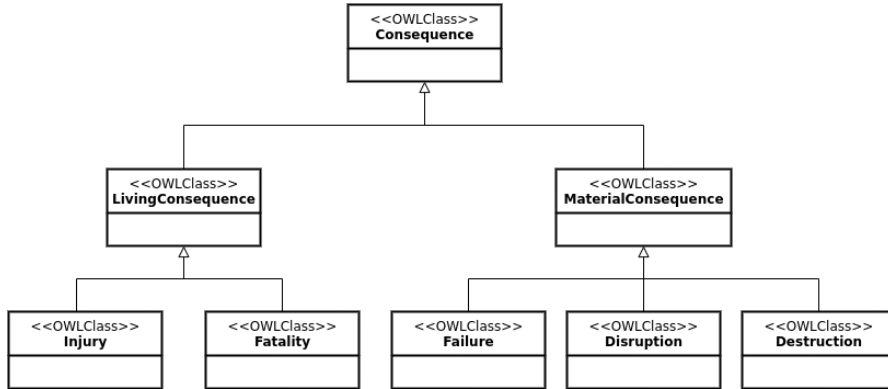 <<OWLClass>>
Consequence
<<OWLClass>>
LivingConsequence
<<OWLClass>>
MaterialConsequence
<<OWLClass>>
Injury
<<OWLClass>>
Fatality
<<OWLClass>>
Failure
<<OWLClass>>
Disruption
<<OWLClass>>
Destruction